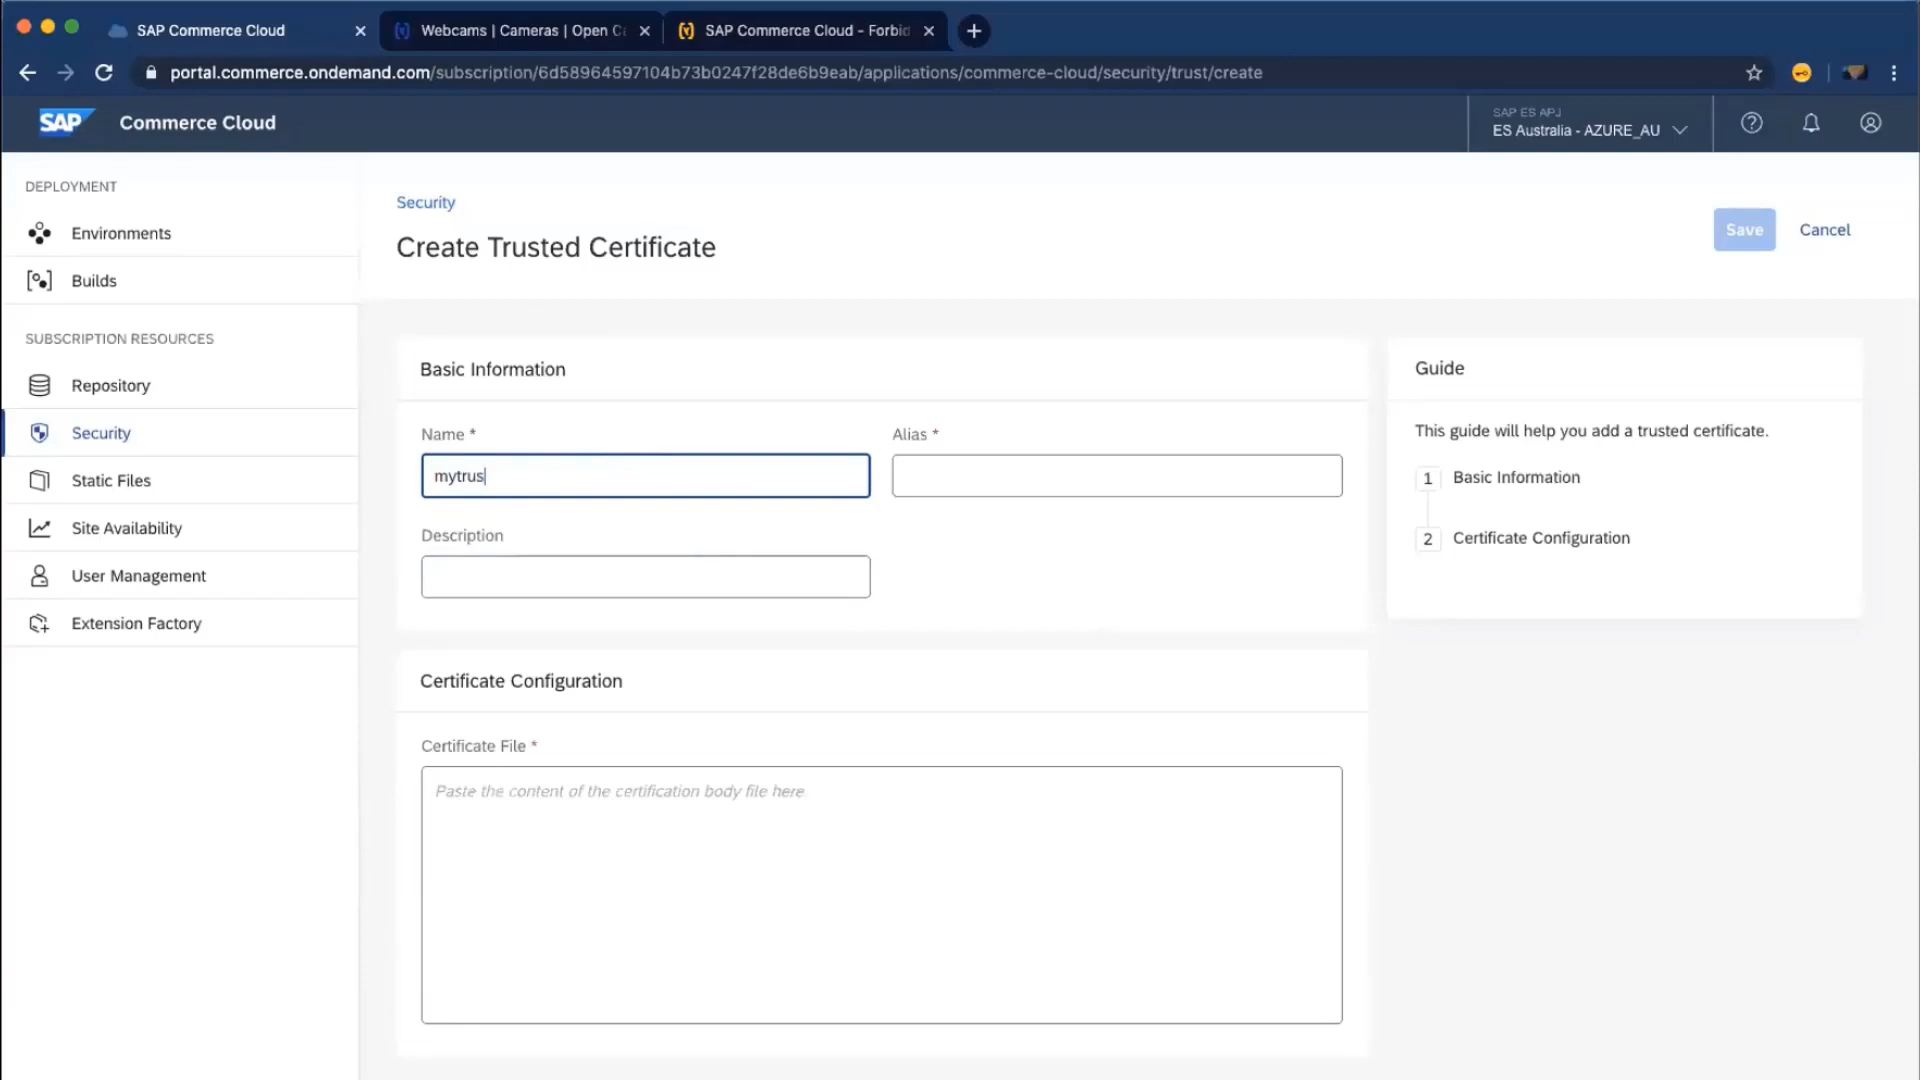 SAP Commerce Cloud
Webcams | Cameras | Open C
SAP Commerce Cloud - Forbid
portal.commerce.ondemand.com/subscription/6d58964597104b73b0247f28de6b9eab/applications/commerce-cloud/security/trust/create
SAP Commerce Cloud
SAP ES APJ
ES Australia - AZURE_AU
DEPLOYMENT
Environments
Builds
SUBSCRIPTION RESOURCES
Repository
Security
Static Files
Site Availability
User Management
Extension Factory
Security
Create Trusted Certificate
Save Cancel
Basic Information
Name * Alias *
mytrus
Description
Certificate Configuration
Certificate File *
Paste the content of the certification body file here
Guide
This guide will help you add a trusted certificate.
1 Basic Information
2 Certificate Configuration